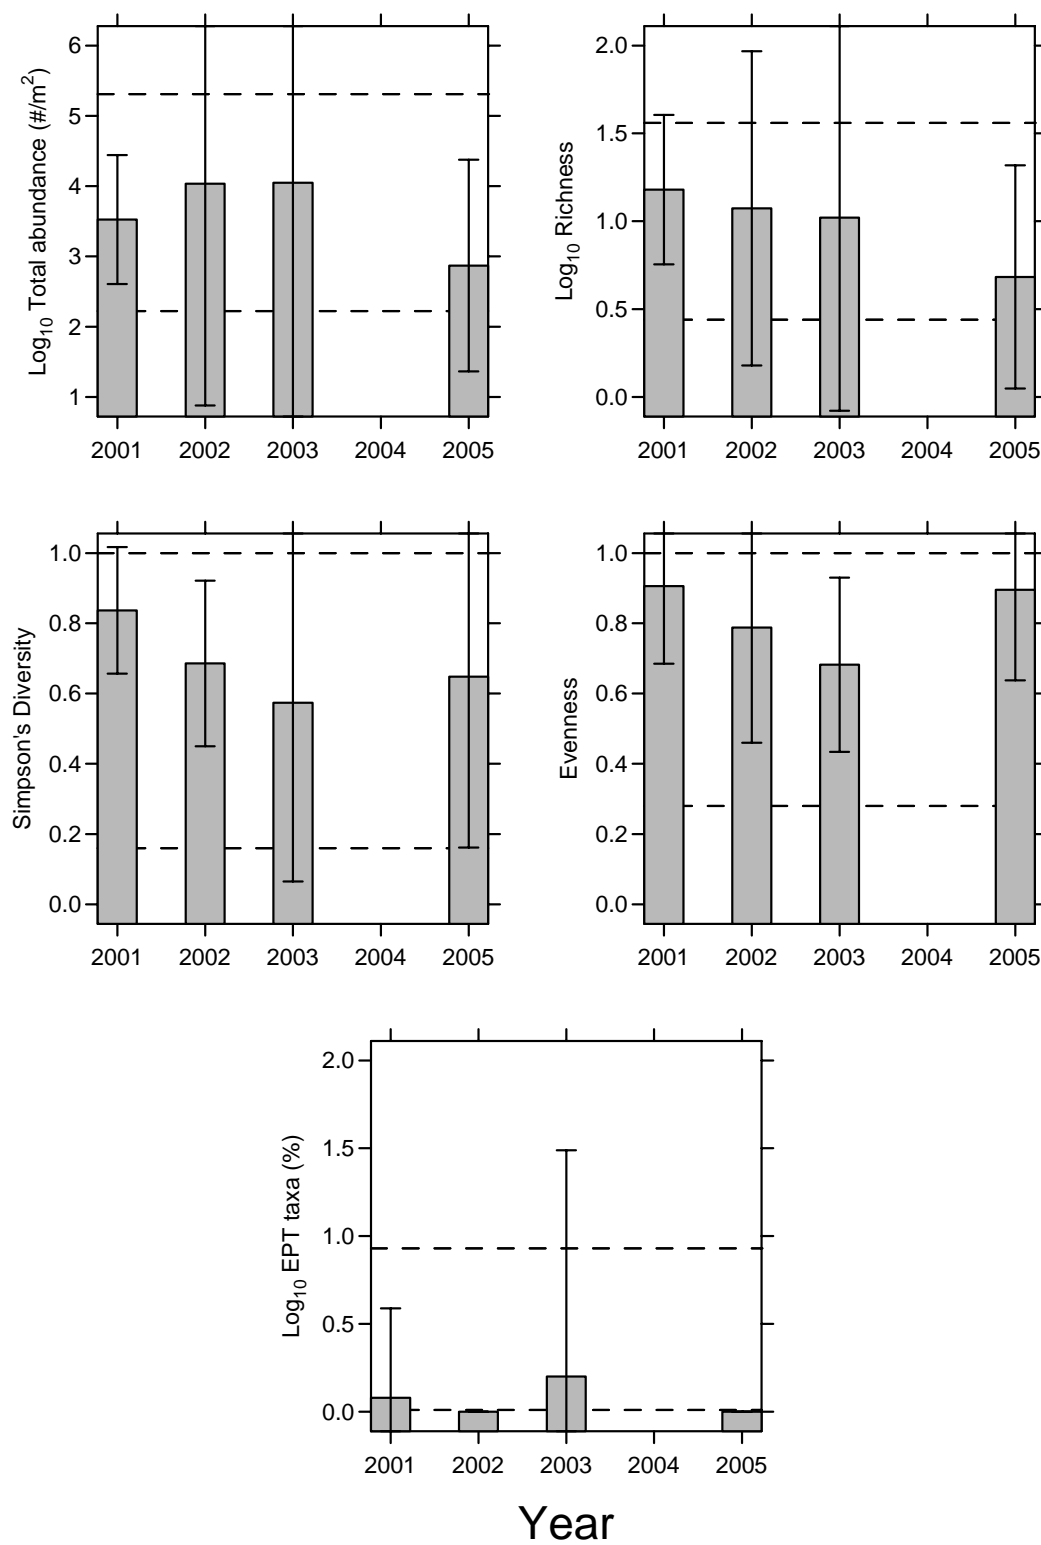 Log10 Total abundance (#/m2)
6
5
4
3
2
1
2001 2002 2003 2004 2005
Log10 Richness
2.0
1.5
1.0
0.5
0.0
2001 2002 2003 2004 2005
Simpson's Diversity
1.0
0.8
0.6
0.4
0.2
0.0
2001 2002 2003 2004 2005
Evenness
1.0
0.8
0.6
0.4
0.2
0.0
2001 2002 2003 2004 2005
Log10 EPT taxa (%)
2.0
1.5
1.0
0.5
0.0
2001 2002 2003 2004 2005
Year